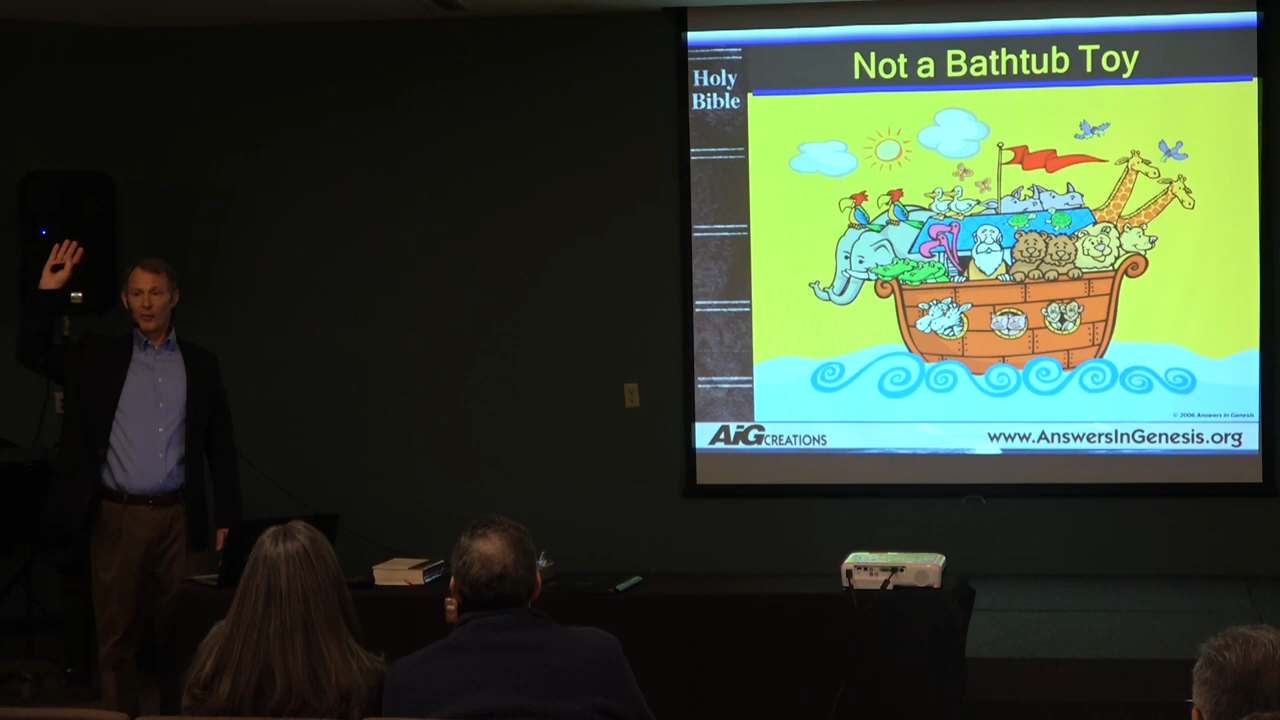 Not a Bathtub Toy
Holy
Bible
© 2006 Answers in Genesis
AiG CREATIONS
www.AnswersInGenesis.org